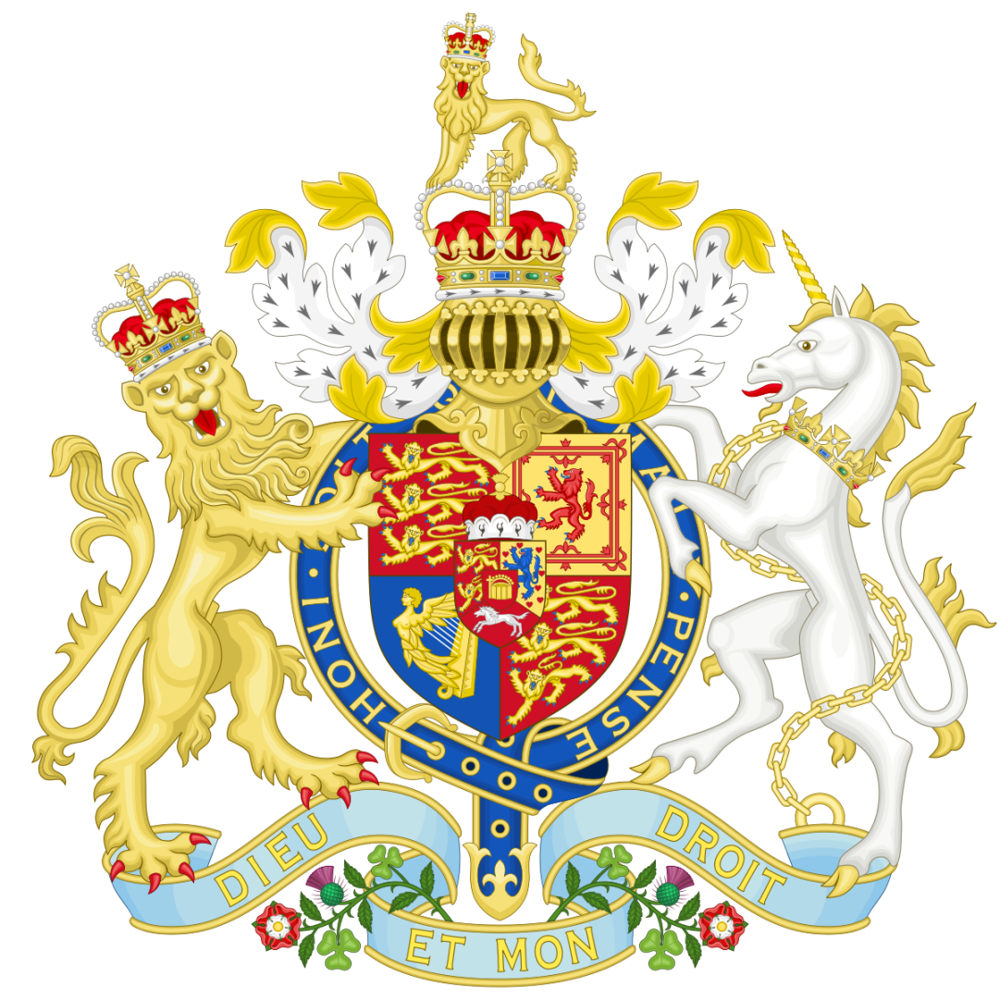 HONI · · PENSE
DIEU
ET MON
DROIT